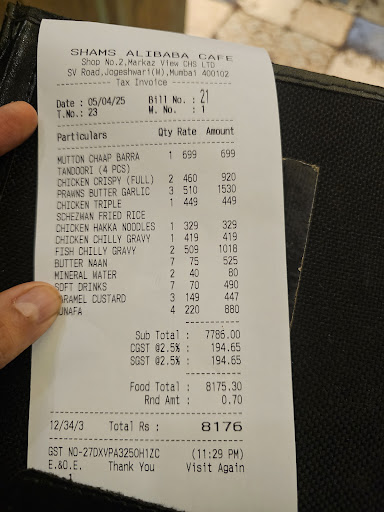 SHAMS ALIBABA CAFE
Shop No.2,Markaz View CHS LTD
SV Road,Jogeshwari(W),Mumbai 400102
Tax Invoice
Date : 05/04/25 Bill No. : 21
T.No.: 23 W. No. : 1
Particulars Qty Rate Amount
MUTTON CHAAP BARRA 1 699 699
TANDOORI (4 PCS)
CHICKEN CRISPY (FULL) 2 460 920
PRAWNS BUTTER GARLIC 3 510 1530
CHICKEN TRIPLE 1 449 449
SCHEZWAN FRIED RICE
CHICKEN HAKKA NOODLES 1 329 329
CHICKEN CHILLY GRAVY 1 419 419
FISH CHILLY GRAVY 2 509 1018
BUTTER NAAN 7 75 525
MINERAL WATER 2 40 80
SOFT DRINKS 7 70 490
CARAMEL CUSTARD 3 149 447
UNAFA 4 220 880
Sub Total : 7786.00
CGST @2.5% : 194.65
SGST @2.5% : 194.65
Food Total : 8175.30
Rnd Amt : 0.70
12/34/3 Total Rs : 8176
GST NO-27DXVPA3250H1ZC (11:29 PM)
E.&O.E. Thank You Visit Again
1